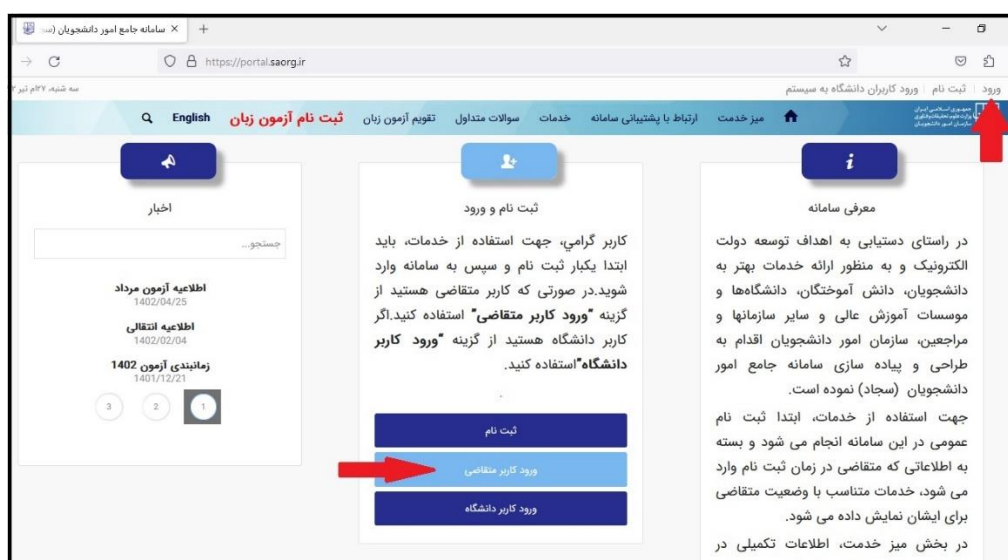 سامانه جامع امور دانشجویان (سج
https://portal.saorg.ir
ورود | ثبت نام | ورود کاربران دانشگاه به سیستم
سه شنبه، ۲۷ام تیر
میز خدمت
ارتباط با پشتیبانی سامانه
خدمات
سوالات متداول
تقویم آزمون زبان
ثبت نام آزمون زبان
English
معرفی سامانه
در راستای دستیابی به اهداف توسعه دولت
الکترونیک و به منظور ارائه خدمات بهتر به
دانشجویان، دانش آموختگان، دانشگاه‌ها و
موسسات آموزش عالی و سایر سازمانها و
مراجعین، سازمان امور دانشجویان اقدام به
طراحی و پیاده سازی سامانه جامع امور
دانشجویان (سجاد) نموده است.
جهت استفاده از خدمات، ابتدا ثبت نام
عمومی در این سامانه انجام می شود و بسته
به اطلاعاتی که متقاضی در زمان ثبت نام وارد
می شود، خدمات متناسب با وضعیت متقاضی
برای ایشان نمایش داده می شود.
در بخش میز خدمت، اطلاعات تکمیلی در
ثبت نام و ورود
کاربر گرامي، جهت استفاده از خدمات، باید
ابتدا یکبار ثبت نام و سپس به سامانه وارد
شوید.در صورتی که کاربر متقاضی هستید از
گزینه "ورود کاربر متقاضی" استفاده کنید.اگر
کاربر دانشگاه هستید از گزینه "ورود کاربر
دانشگاه"استفاده کنید.
.
ثبت نام
ورود کاربر متقاضی
ورود کاربر دانشگاه
اخبار
جستجو...
اطلاعیه آزمون مرداد
1402/04/25
اطلاعیه انتقالی
1402/02/04
زمانبندی آزمون 1402
1401/12/21
1
2
3